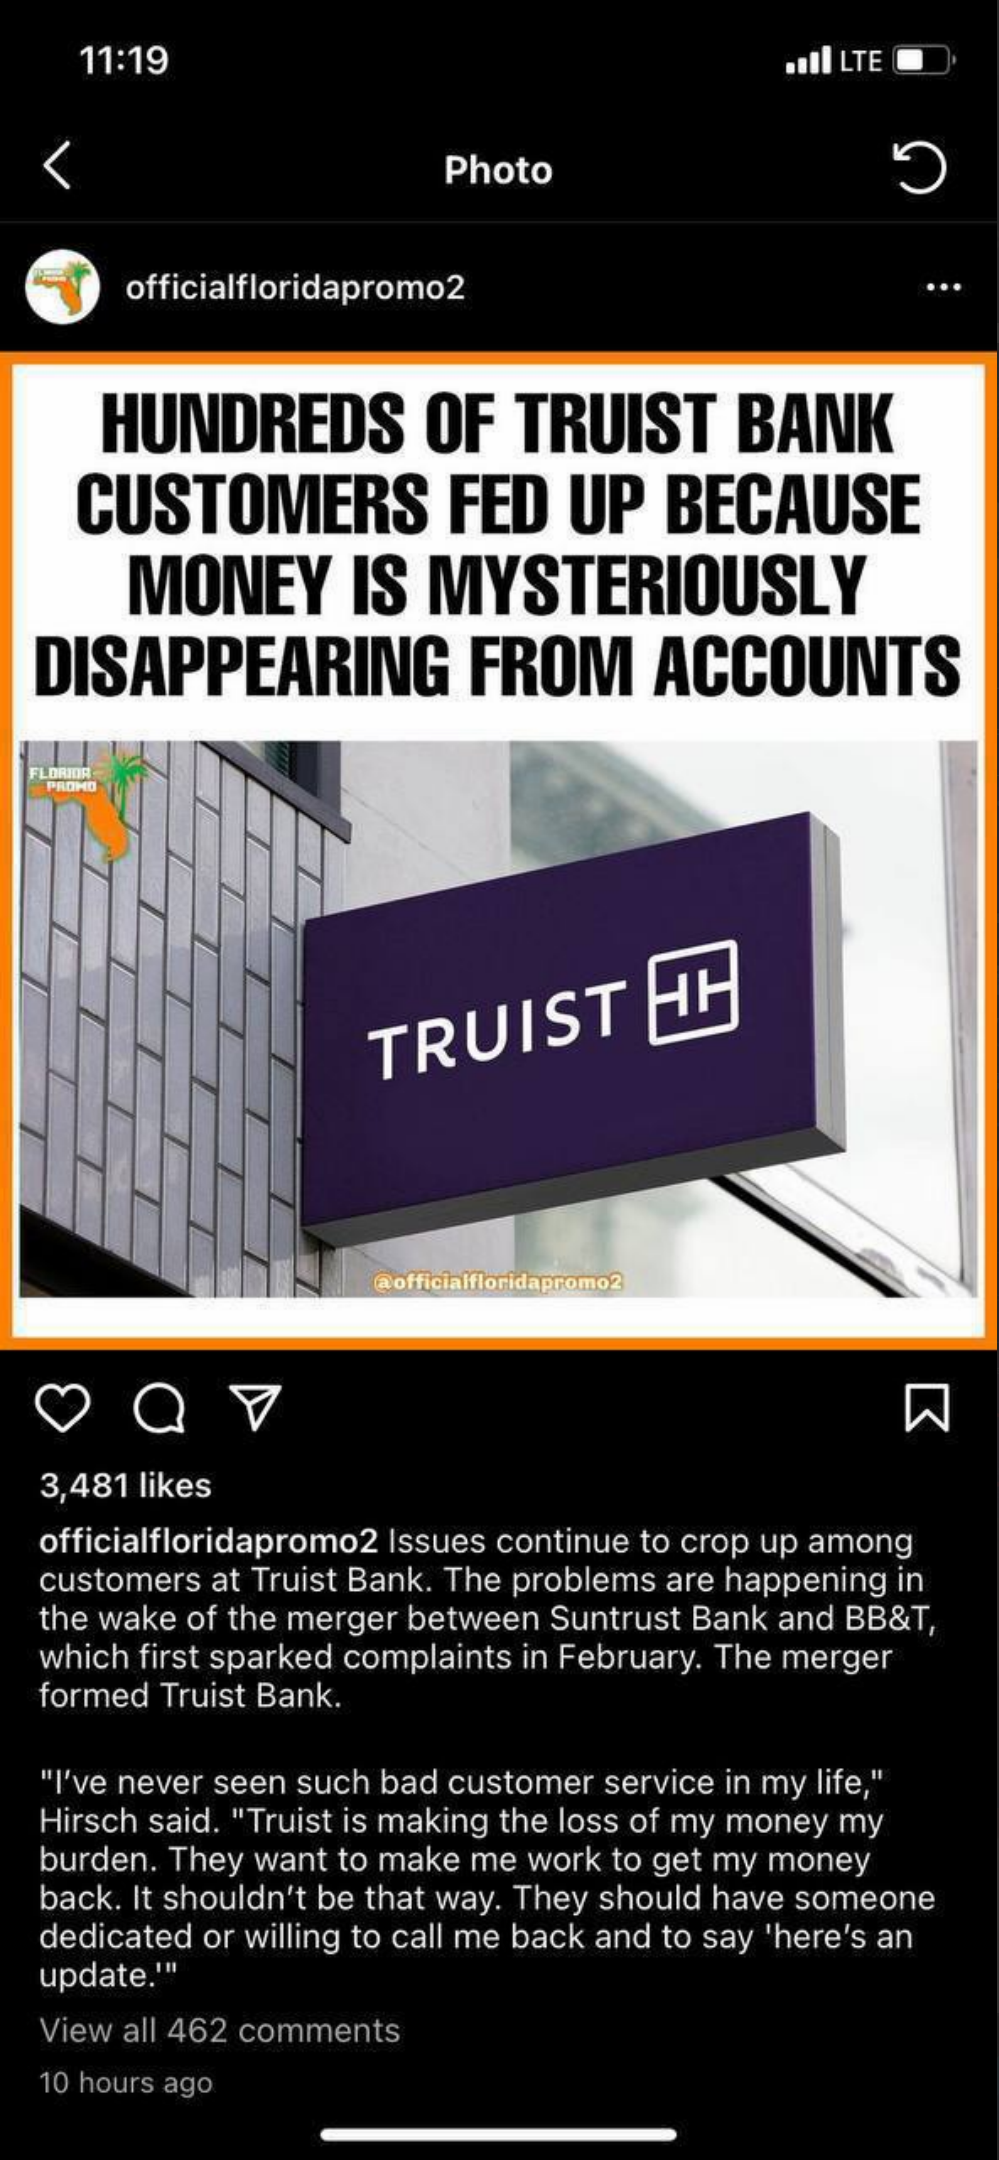 11:19
LTE
Photo
officialfloridapromo2
HUNDREDS OF TRUIST BANK
CUSTOMERS FED UP BECAUSE
MONEY IS MYSTERIOUSLY
DISAPPEARING FROM ACCOUNTS
FLORIDA
PROMO
TRUIST
@officialfloridapromo2
3,481 likes
officialfloridapromo2 Issues continue to crop up among
customers at Truist Bank. The problems are happening in
the wake of the merger between Suntrust Bank and BB&T,
which first sparked complaints in February. The merger
formed Truist Bank.
"I've never seen such bad customer service in my life,"
Hirsch said. "Truist is making the loss of my money my
burden. They want to make me work to get my money
back. It shouldn't be that way. They should have someone
dedicated or willing to call me back and to say 'here's an
update.'"
View all 462 comments
10 hours ago